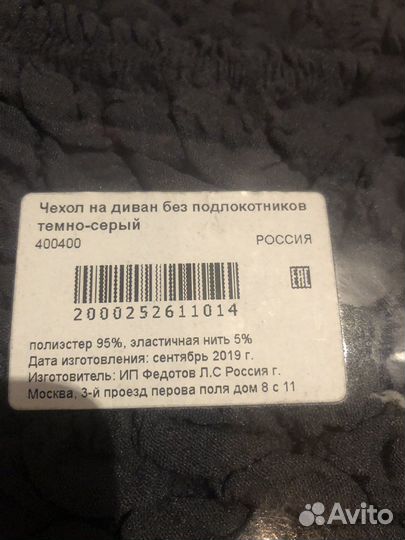 Чехол на диван без подлокотников
темно-серый
400400 РОССИЯ
EAC
2000252611014
полиэстер 95%, эластичная нить 5%
Дата изготовления: сентябрь 2019 г.
Изготовитель: ИП Федотов Л.С Россия г.
Москва, 3-й проезд перова поля дом 8 с 11
Avito